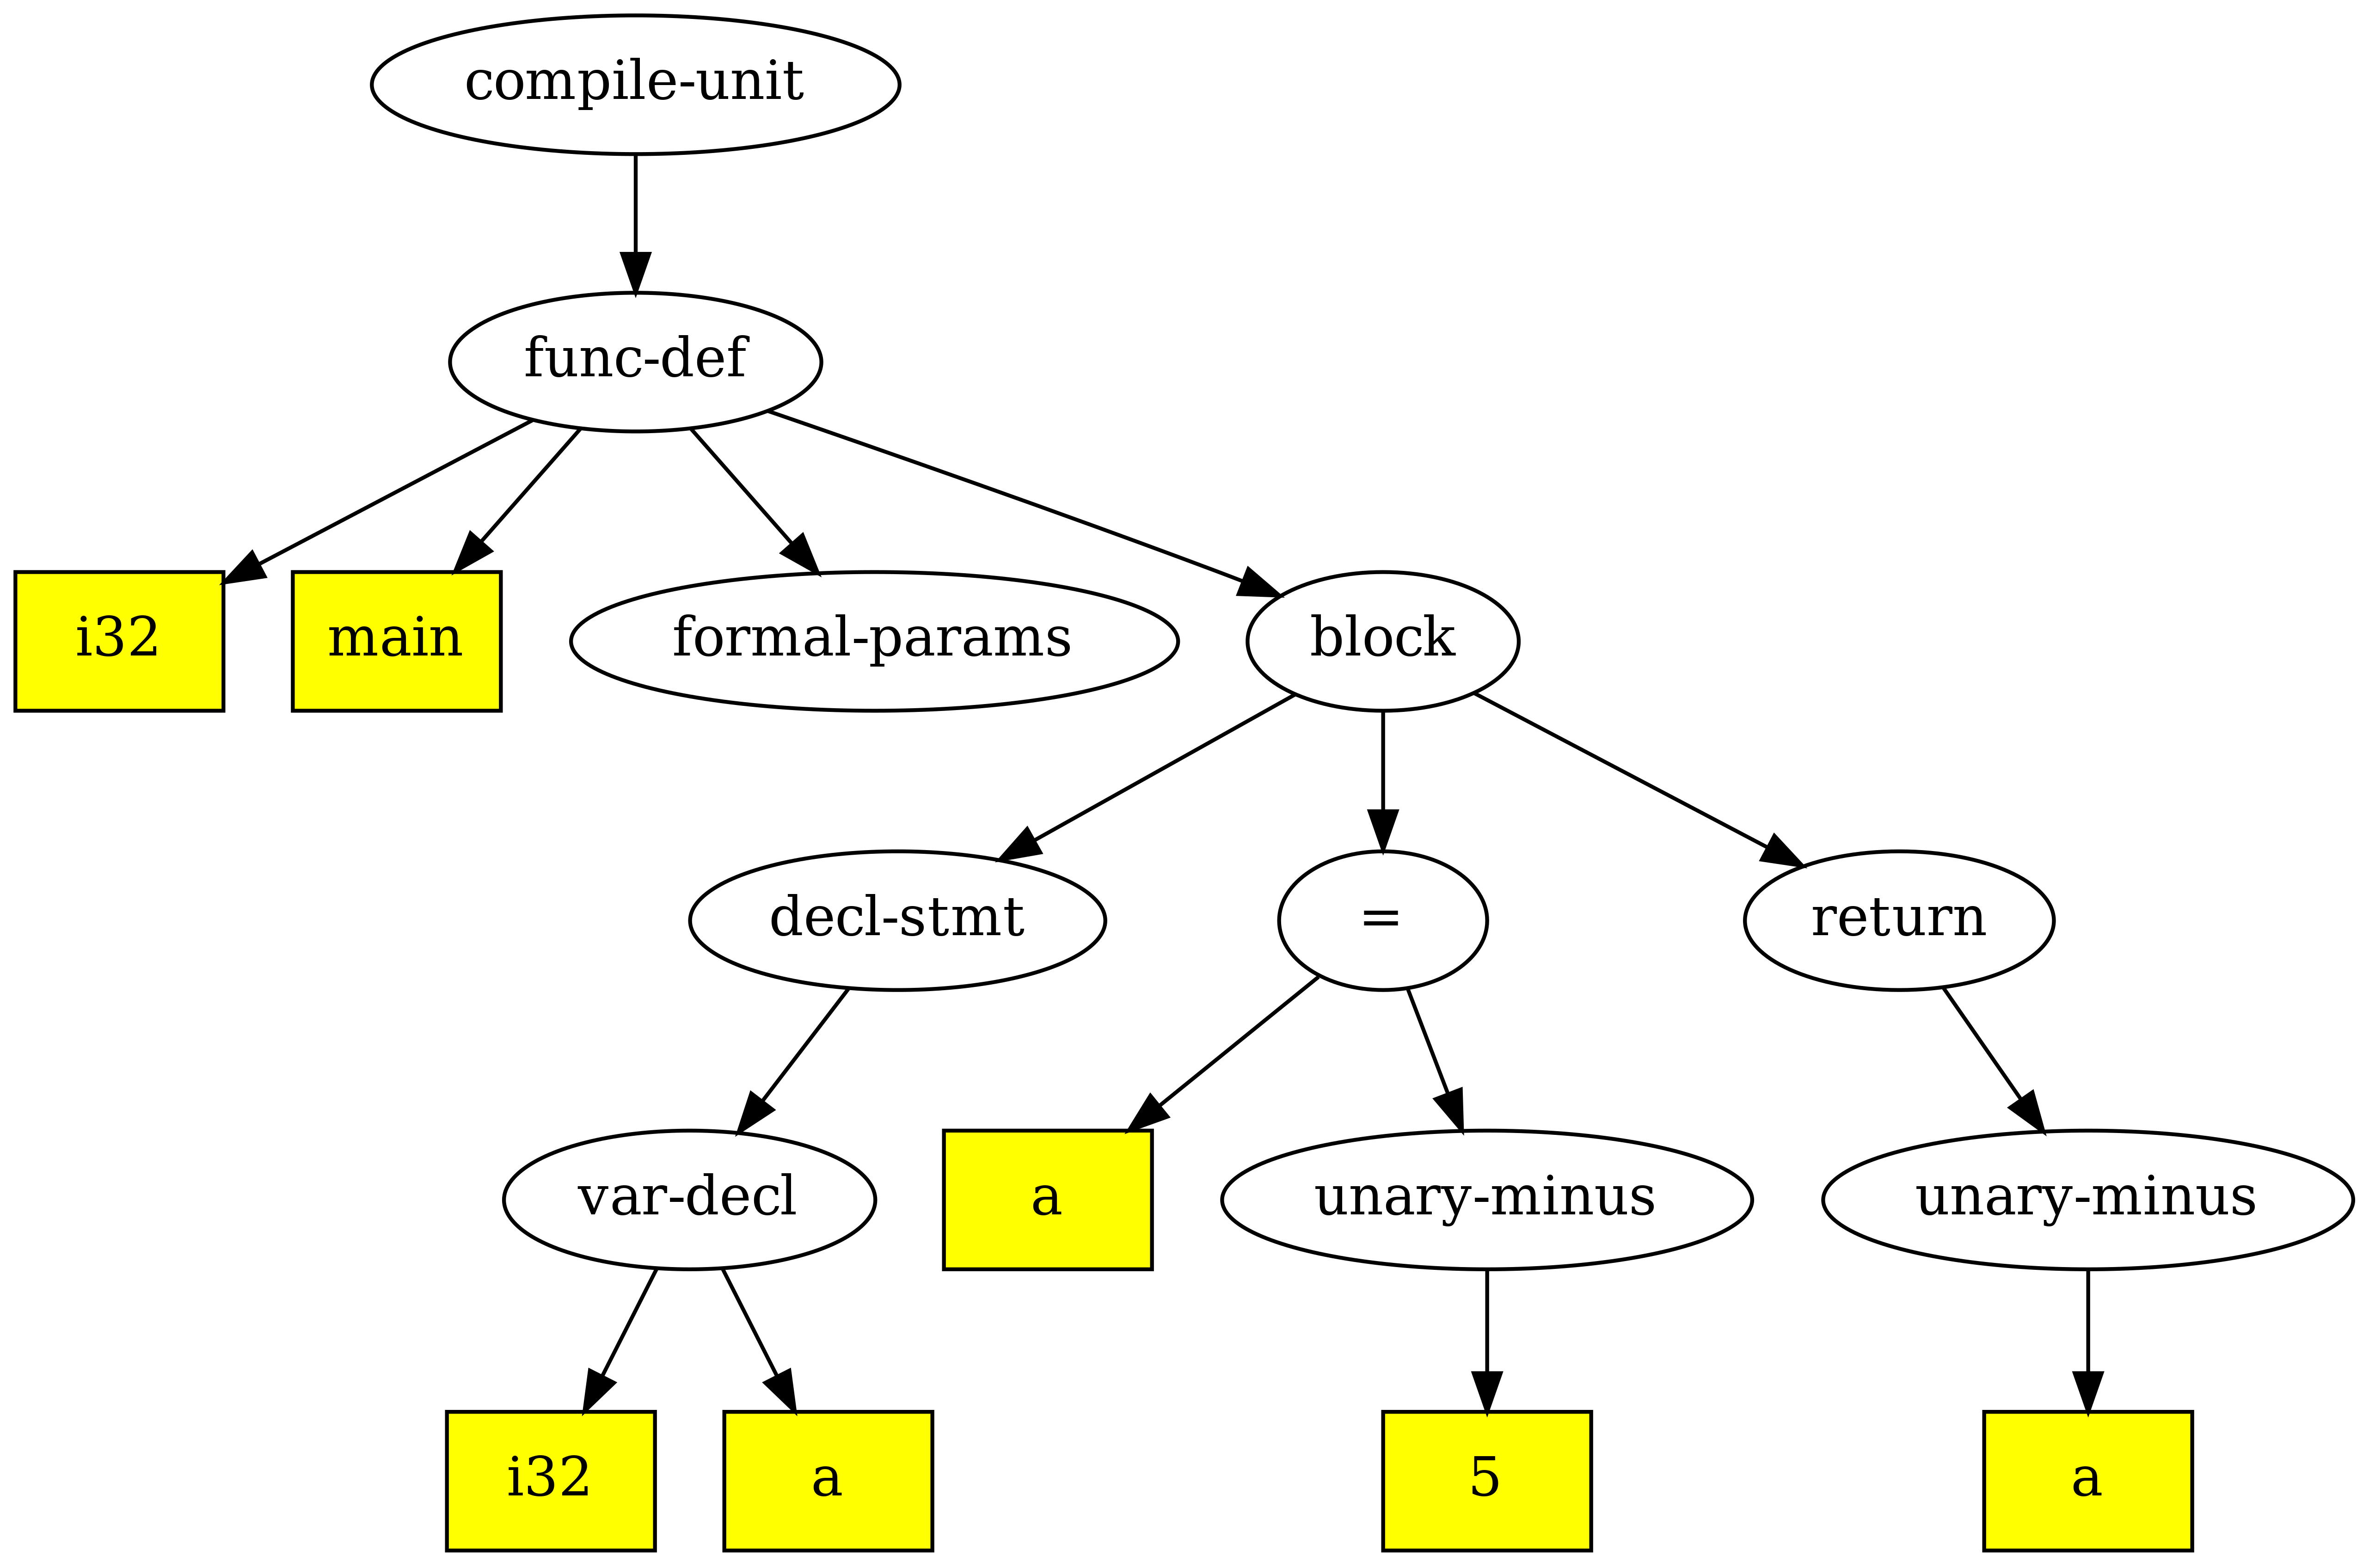 compile-unit
func-def
i32
main
formal-params
block
decl-stmt
=
return
var-decl
a
unary-minus
unary-minus
i32
a
5
a